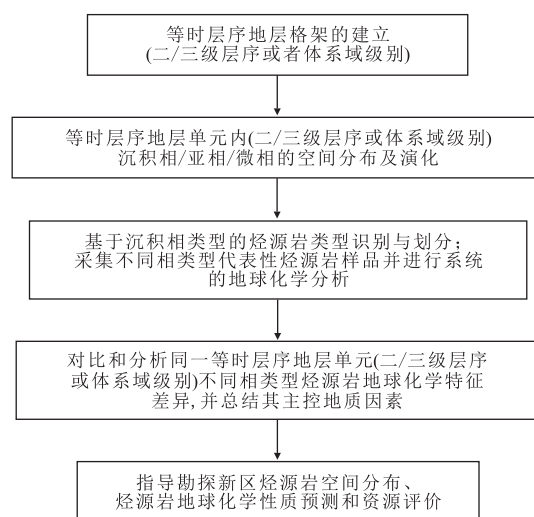 等时层序地层格架的建立
(二/三级层序或者体系域级别)
等时层序地层单元内(二/三级层序或体系域级别)
沉积相/亚相/微相的空间分布及演化
基于沉积相类型的烃源岩类型识别与划分;
采集不同相类型代表性烃源岩样品并进行系统
的地球化学分析
对比和分析同一等时层序地层单元(二/三级层序
或体系域级别)不同相类型烃源岩地球化学特征
差异,并总结其主控地质因素
指导勘探新区烃源岩空间分布、
烃源岩地球化学性质预测和资源评价